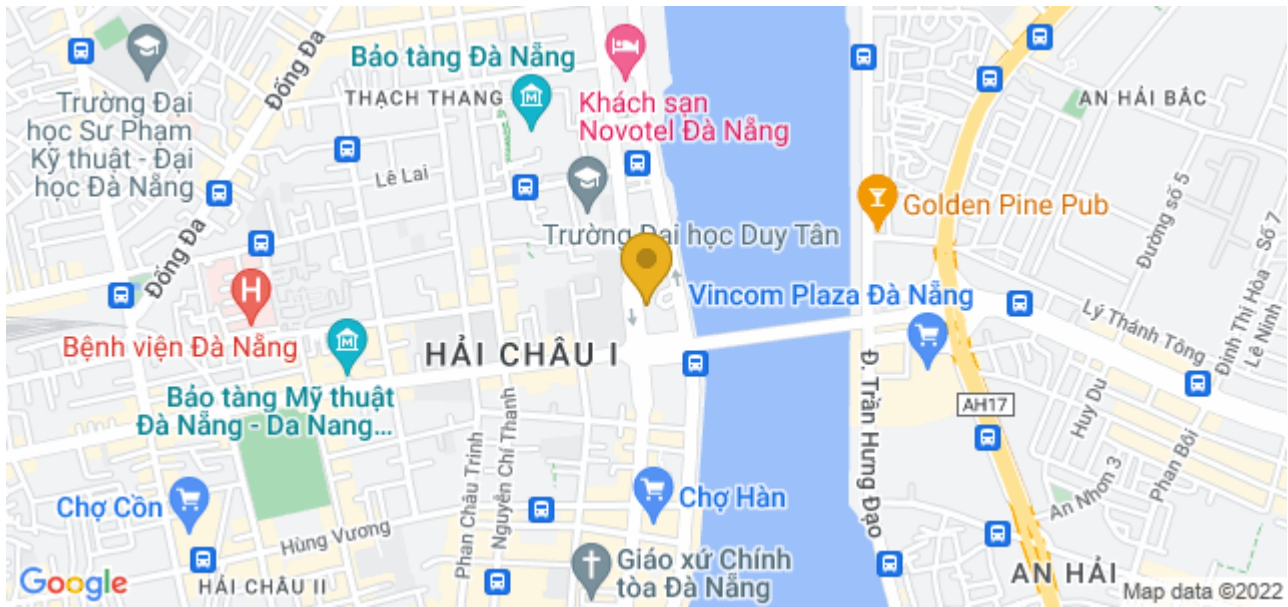 Bảo tàng Đà Nẵng
Đống Đa
THẠCH THANG
Khách sạn
Novotel Đà Nẵng
AN HẢI BẮC
Trường Đại
học Sư Phạm
Kỹ thuật - Đại
học Đà Nẵng
Lê Lai
Golden Pine Pub
Đường số 5
Trường Đại học Duy Tân
Đống Đa
Vincom Plaza Đà Nẵng
Lý Thánh Tông
Đinh Thị Hòa
Số 7
Lê Ninh
H
Bệnh viện Đà Nẵng
HẢI CHÂU I
Bảo tàng Mỹ thuật
Đà Nẵng - Da Nang...
AH17
Đ. Trần Hưng Đạo
Huy Du
Phan Bôi
An Nhơn 3
Phan Châu Trinh
Nguyễn Chí Thanh
Chợ Cồn
Chợ Hàn
Hùng Vương
Giáo xứ Chính
tòa Đà Nẵng
HẢI CHÂU II
AN HẢI
Google
Map data ©2022